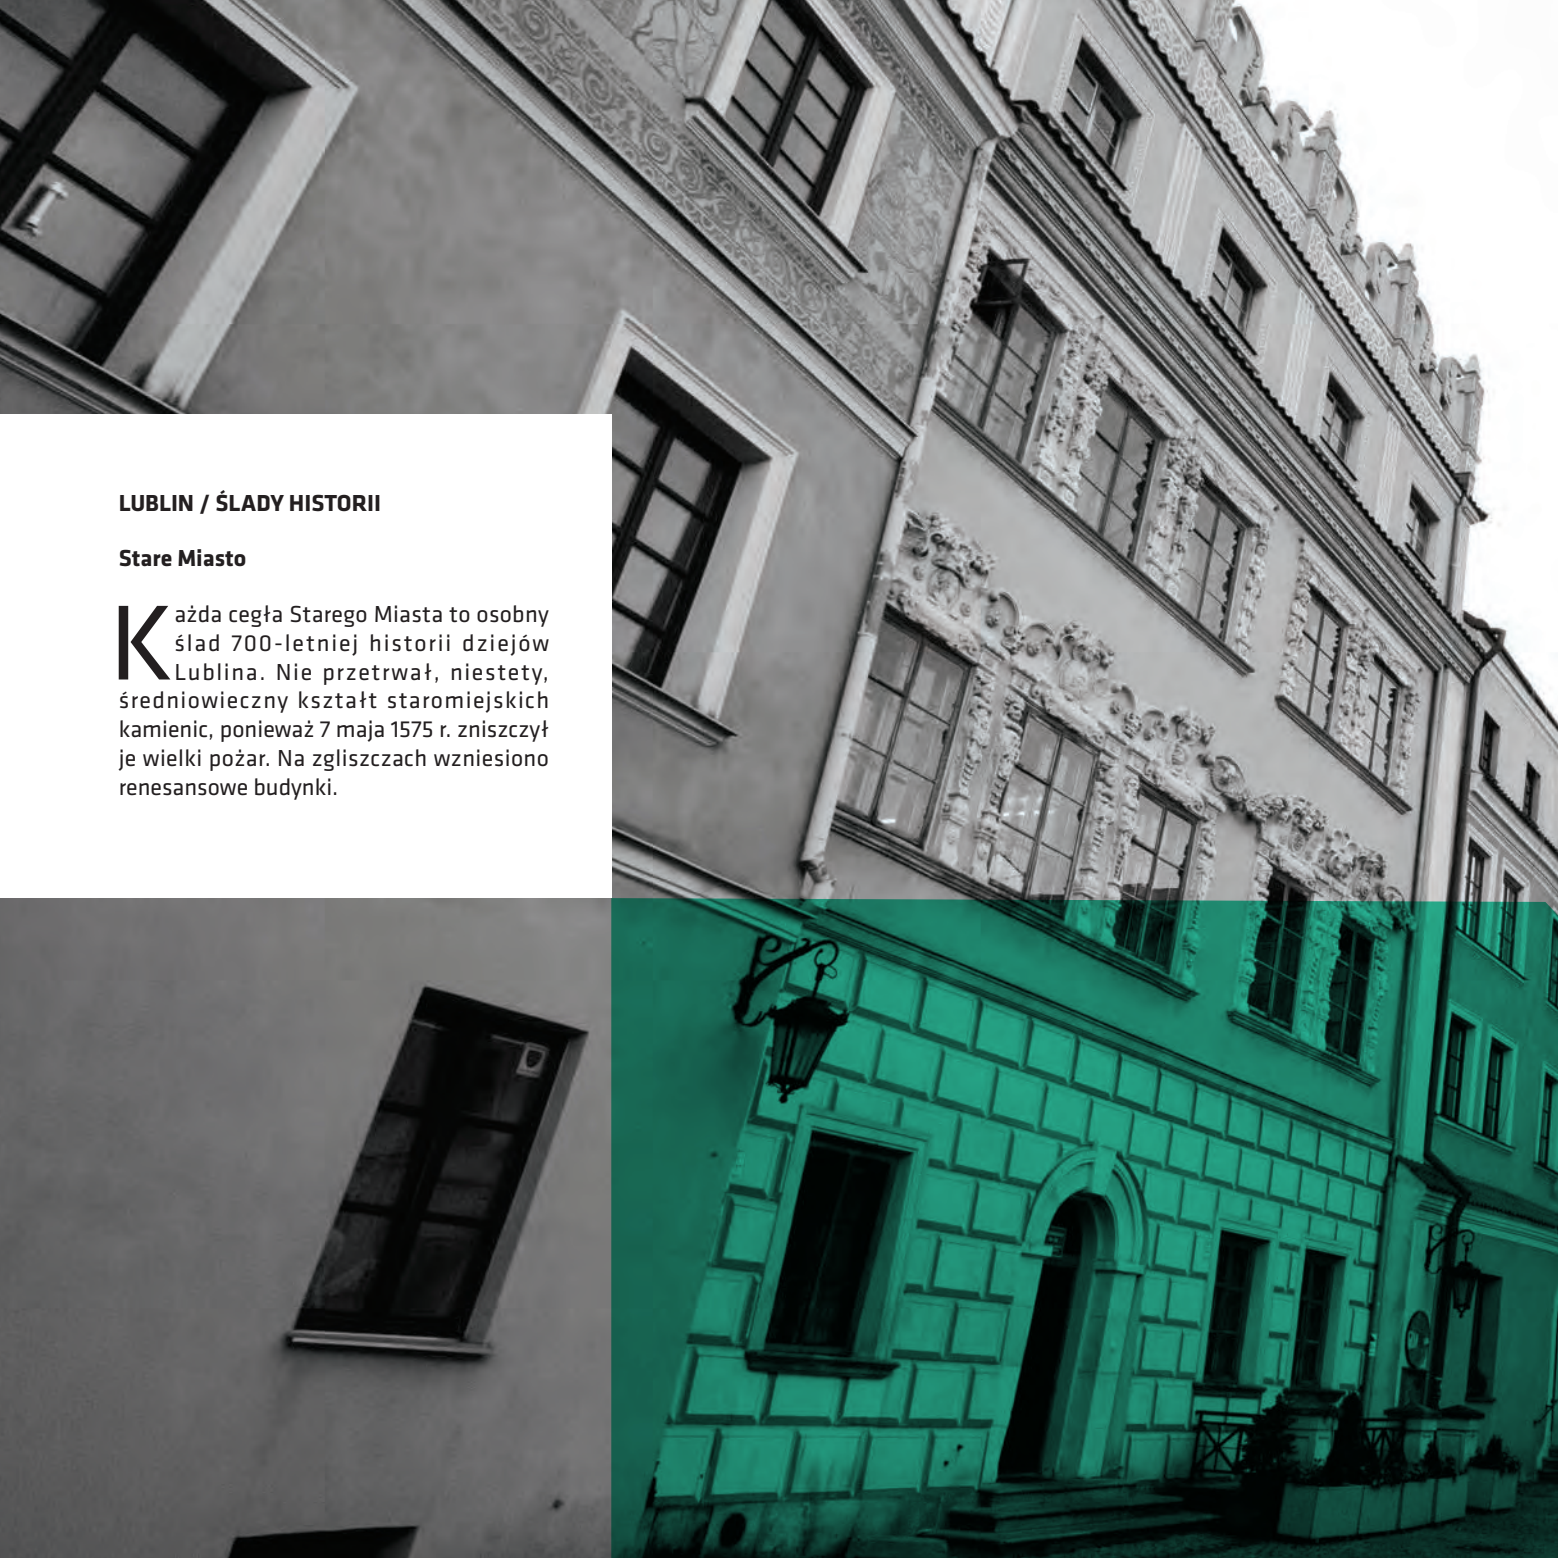 LUBLIN / ŚLADY HISTORII
Stare Miasto
Każda cegła Starego Miasta to osobny
ślad 700-letniej historii dziejów
Lublina. Nie przetrwał, niestety,
średniowieczny kształt staromiejskich
kamienic, ponieważ 7 maja 1575 r. zniszczył
je wielki pożar. Na zgliszczach wzniesiono
renesansowe budynki.